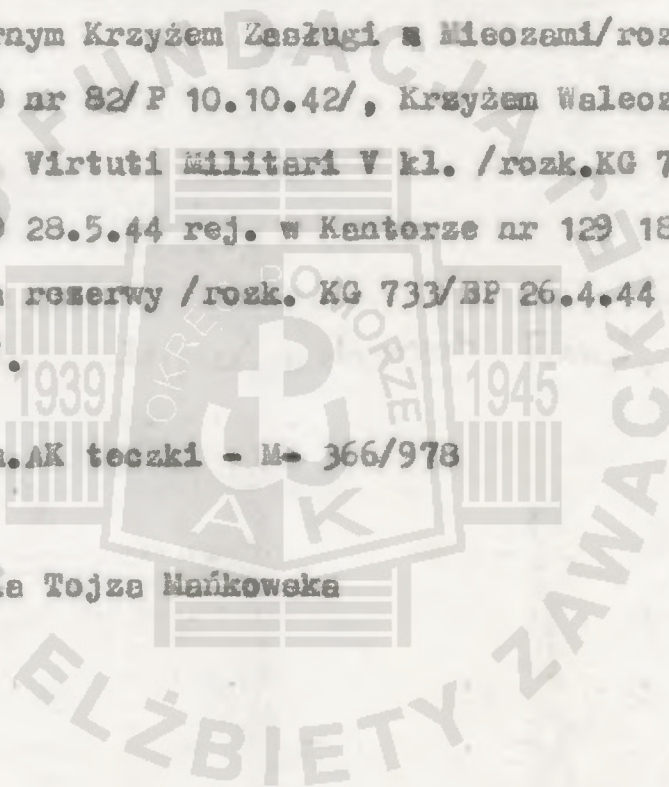 rnym Krzyżem Zasługi z Mieczami/roz
) nr 82/P 10.10.42/, Krzyżem Walecz
Virtuti Militari V kl. /rozk.KG 7
) 28.5.44 rej. w Kantorze nr 129 18
rezerwy /rozk. KG 733/BP 26.4.44
.AK teczki - M- 366/978
la Tojza Mańkowska
FUNDACJA
ELŻBIETY ZAWACKIEJ
OKRĘG POMORZE
1939
1945
AK